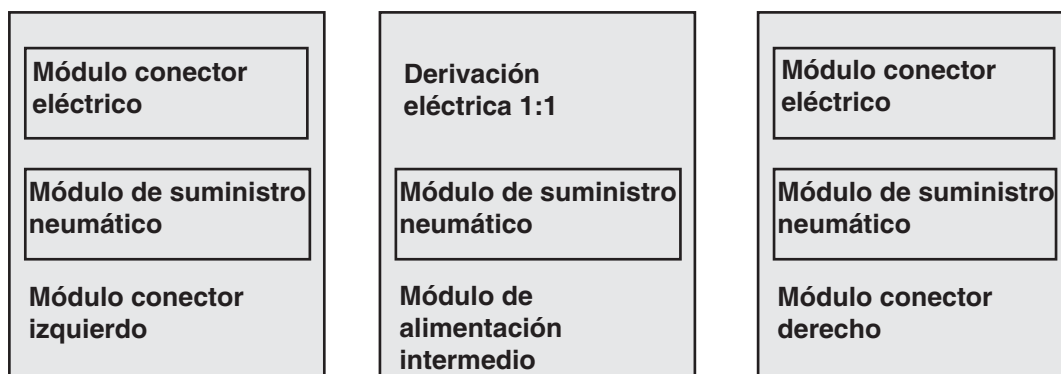 Módulo conector
eléctrico
Módulo de suministro
neumático
Módulo conector
izquierdo
Derivación
eléctrica 1:1
Módulo de suministro
neumático
Módulo de
alimentación
intermedio
Módulo conector
eléctrico
Módulo de suministro
neumático
Módulo conector
derecho